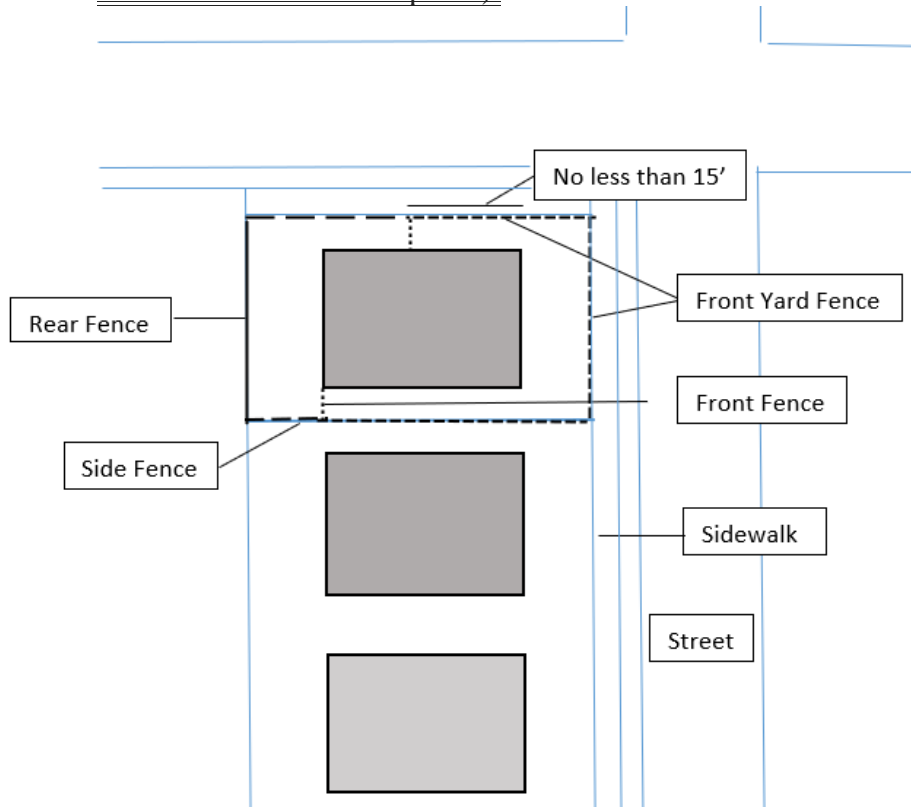 No less than 15’
Front Yard Fence
Rear Fence
Front Fence
Side Fence
Sidewalk
Street